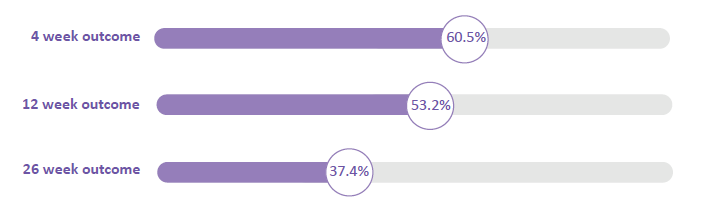 4 week outcome 60.5%
12 week outcome 53.2%
26 week outcome 37.4%